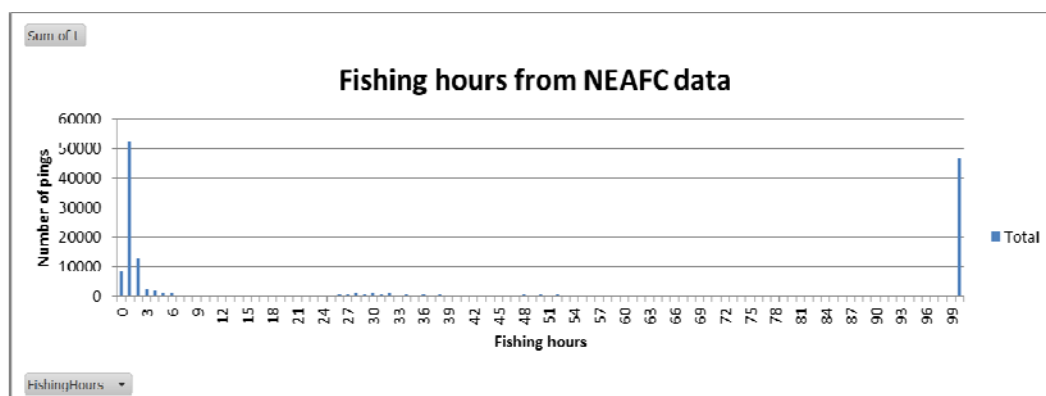 Sum of 1
Fishing hours from NEAFC data
60000
50000
40000
30000
20000
10000
0
Number of pings
0 3 6 9 12 15 18 21 24 27 30 33 36 39 42 45 48 51 54 57 60 63 66 69 72 75 78 81 84 87 90 93 96 99
Fishing hours
Total
FishingHours